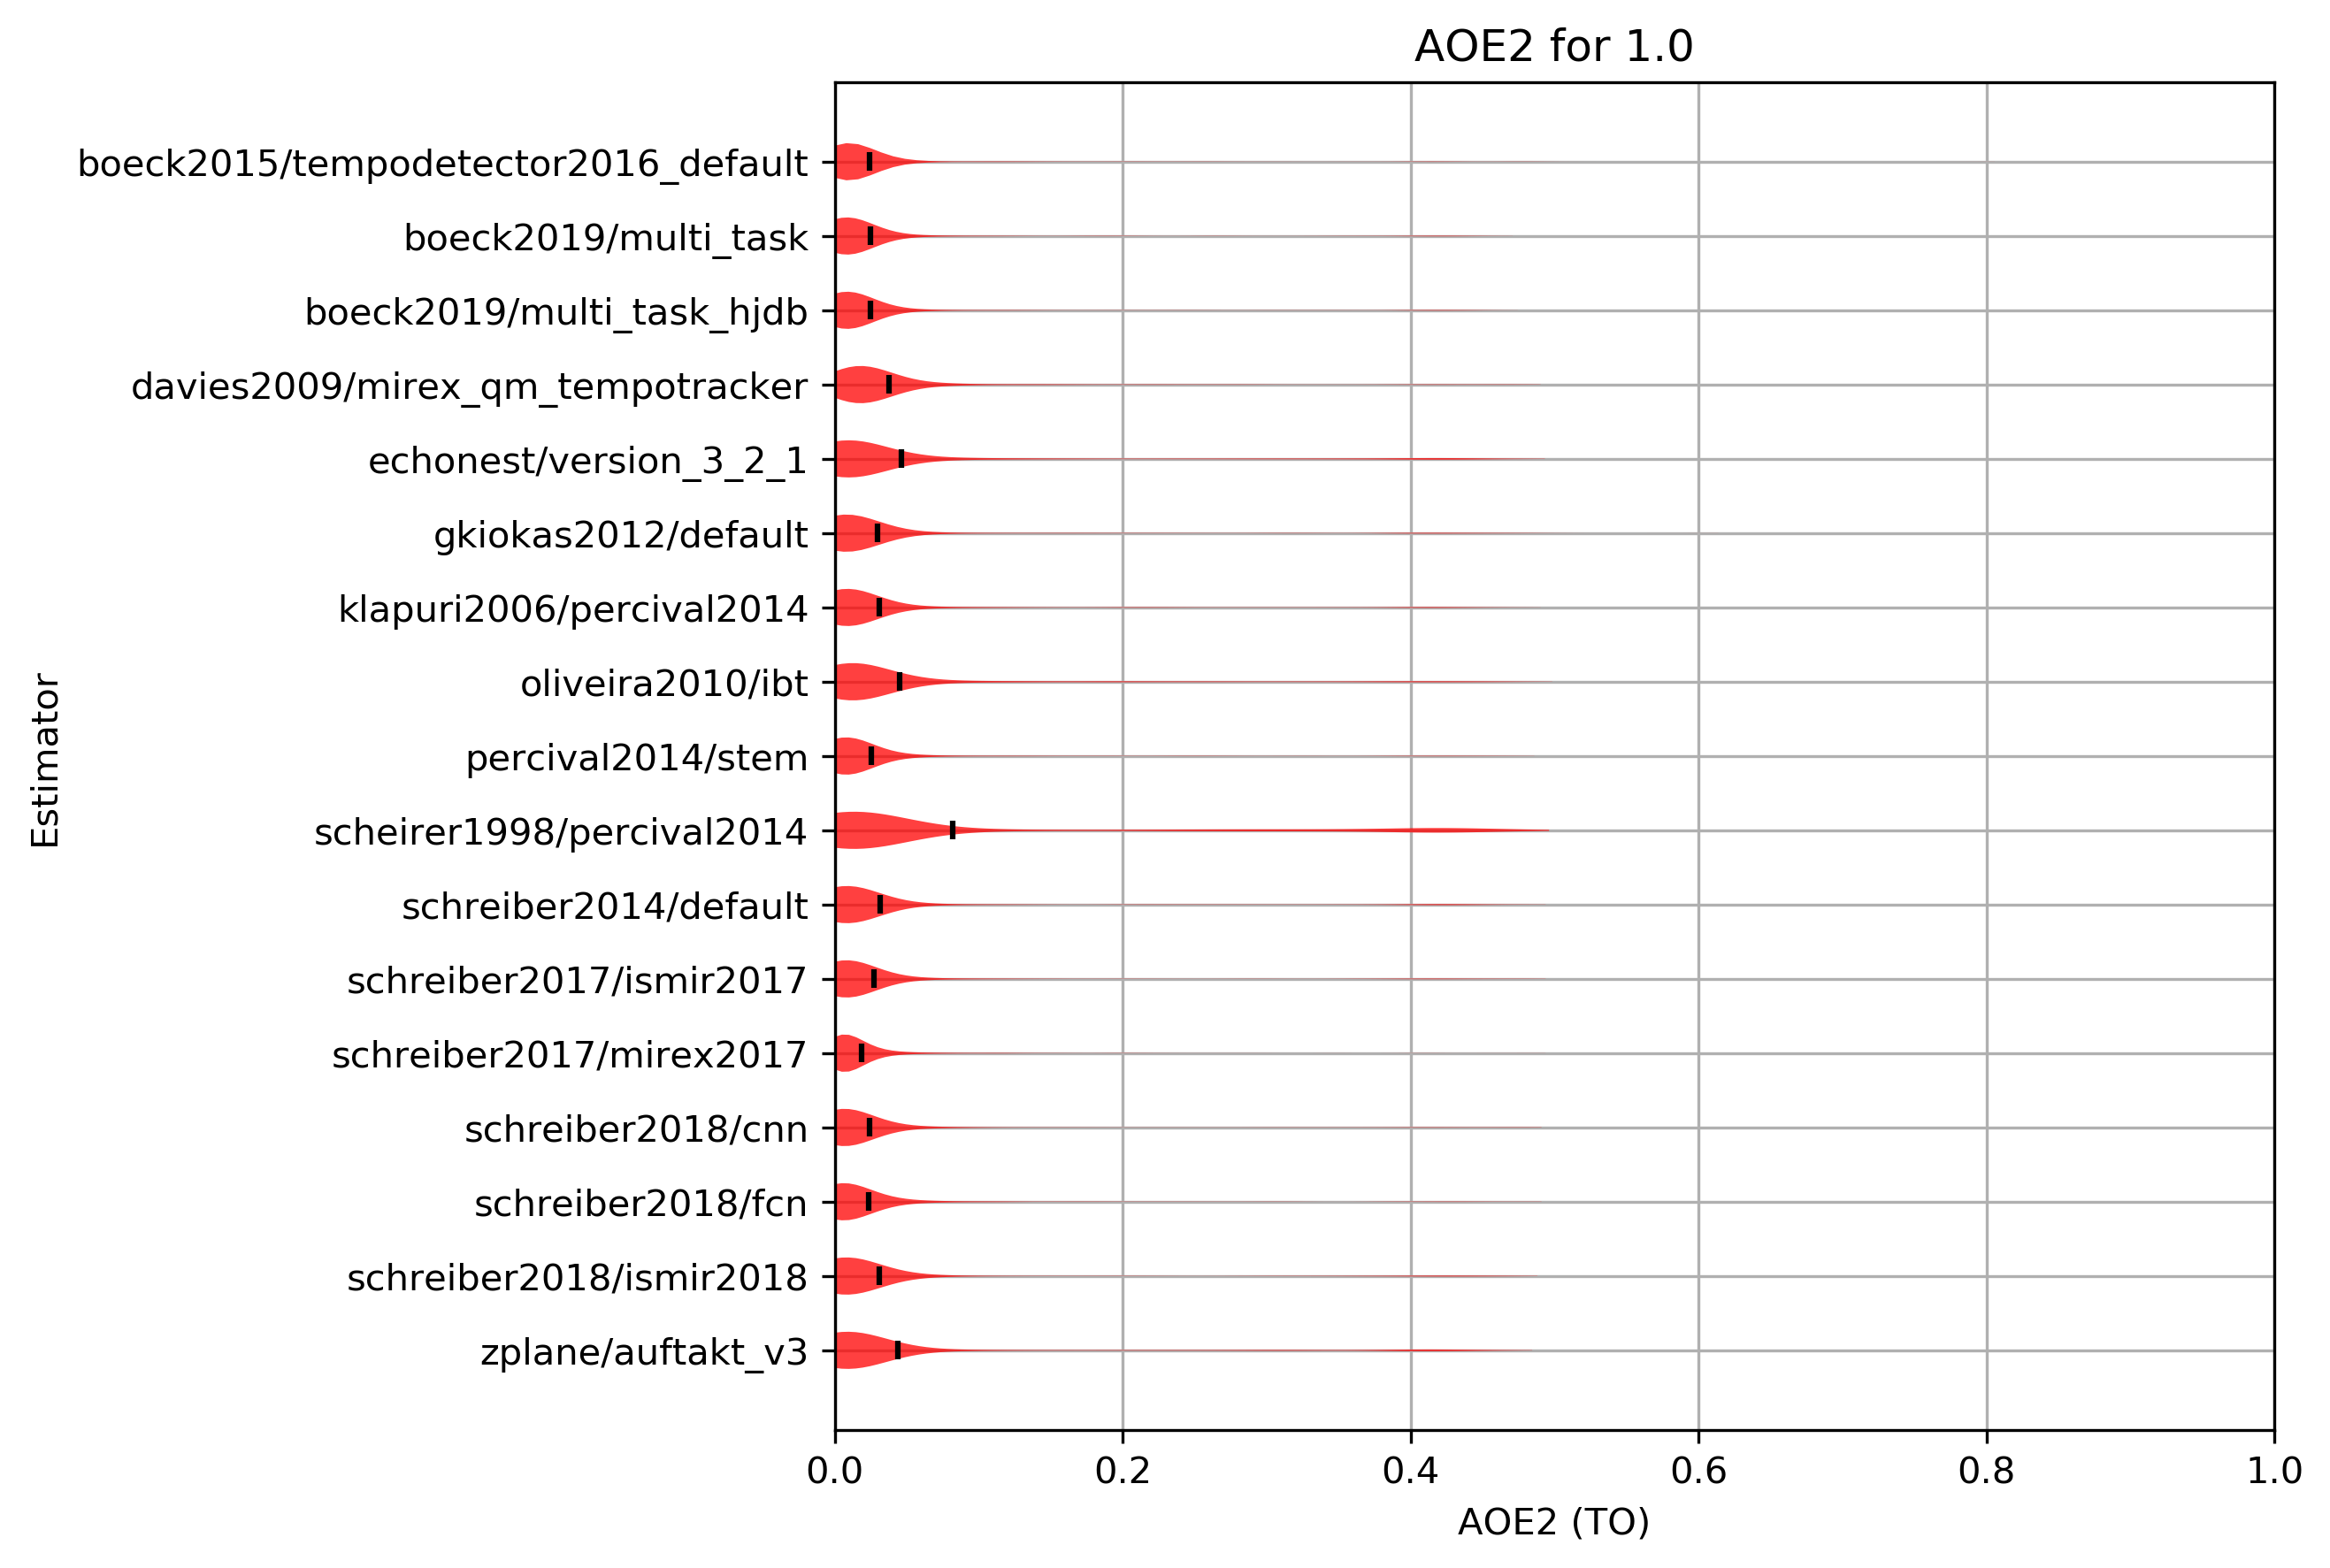 AOE2 for 1.0
boeck2015/tempodetector2016_default
boeck2019/multi_task
boeck2019/multi_task_hjdb
davies2009/mirex_qm_tempotracker
echonest/version_3_2_1
gkiokas2012/default
klapuri2006/percival2014
oliveira2010/ibt
percival2014/stem
scheirer1998/percival2014
schreiber2014/default
schreiber2017/ismir2017
schreiber2017/mirex2017
schreiber2018/cnn
schreiber2018/fcn
schreiber2018/ismir2018
zplane/auftakt_v3
Estimator
0.0 0.2 0.4 0.6 0.8 1.0
AOE2 (TO)